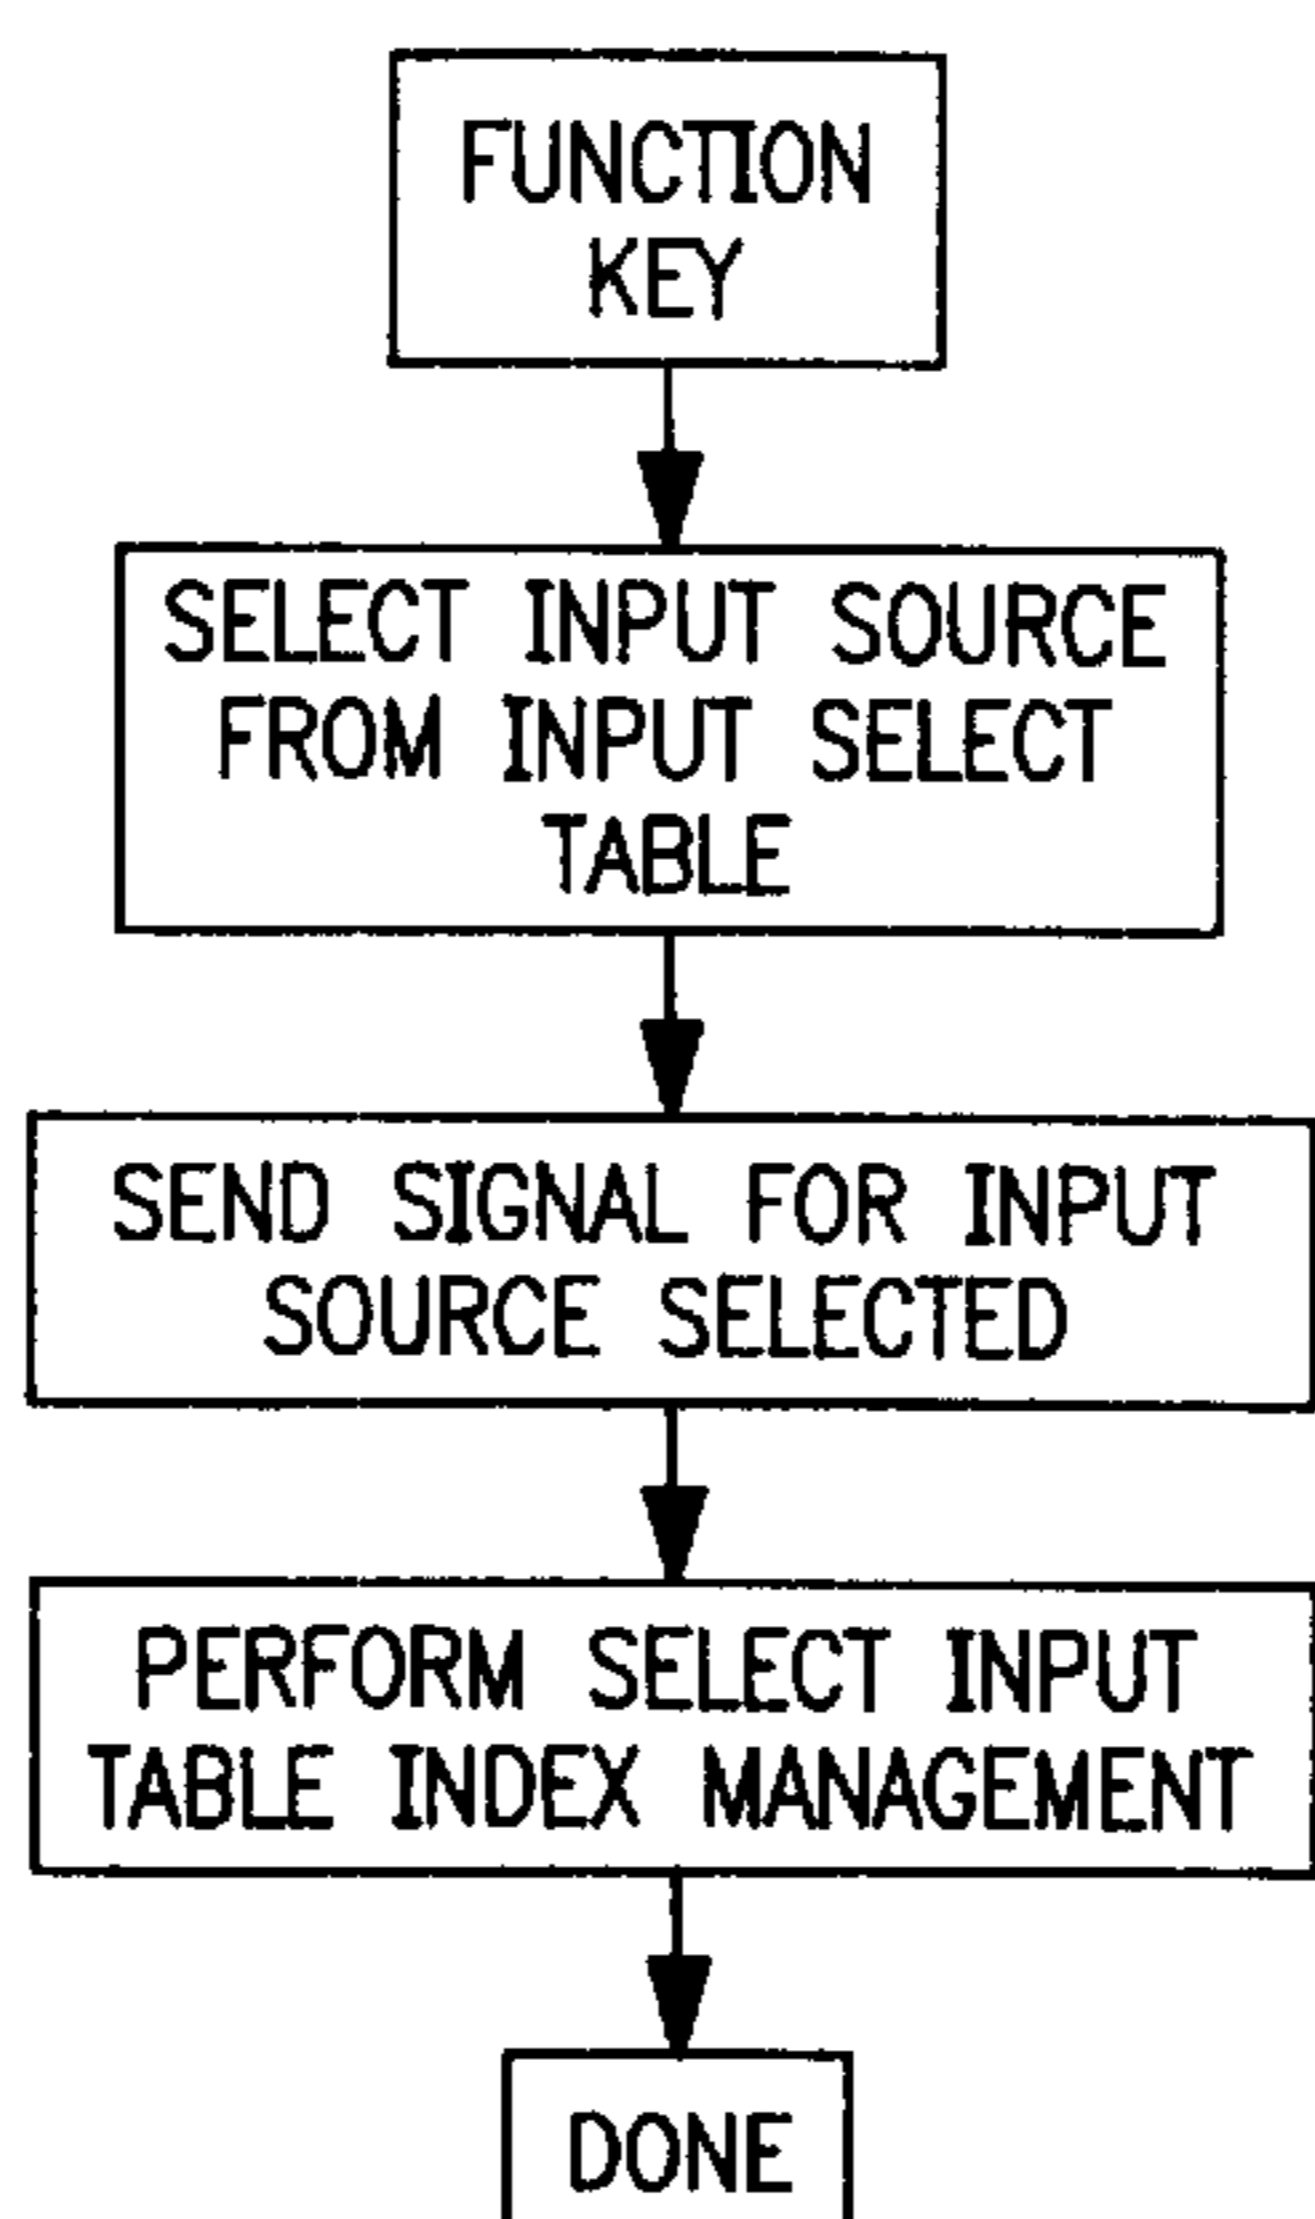 FUNCTION
KEY
SELECT INPUT SOURCE
FROM INPUT SELECT
TABLE
SEND SIGNAL FOR INPUT
SOURCE SELECTED
PERFORM SELECT INPUT
TABLE INDEX MANAGEMENT
DONE